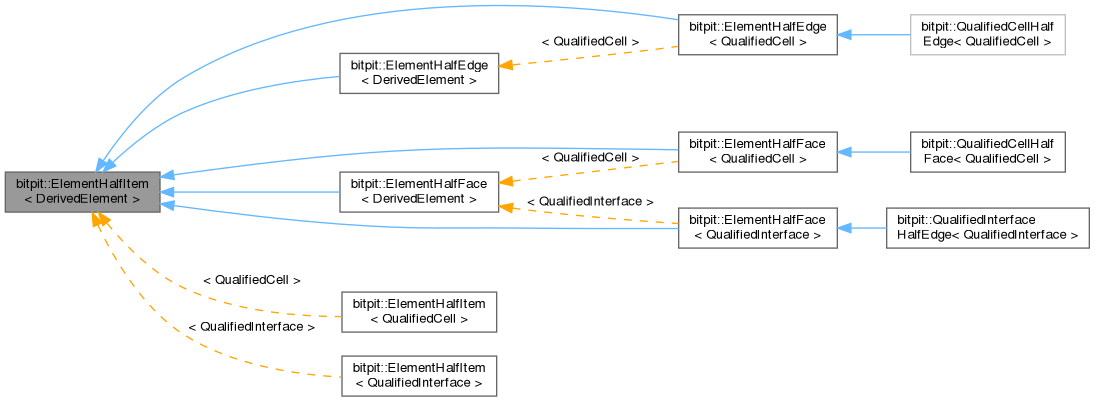 bitpit::ElementHalfItem
< DerivedElement >
bitpit::ElementHalfEdge
< DerivedElement >
< QualifiedCell >
bitpit::ElementHalfEdge
< QualifiedCell >
bitpit::QualifiedCellHalf
Edge< QualifiedCell >
bitpit::ElementHalfFace
< DerivedElement >
< QualifiedCell >
< QualifiedInterface >
bitpit::ElementHalfFace
< QualifiedCell >
bitpit::QualifiedCellHalf
Face< QualifiedCell >
bitpit::ElementHalfFace
< QualifiedInterface >
bitpit::QualifiedInterface
HalfEdge< QualifiedInterface >
< QualifiedCell >
bitpit::ElementHalfItem
< QualifiedCell >
< QualifiedInterface >
bitpit::ElementHalfItem
< QualifiedInterface >